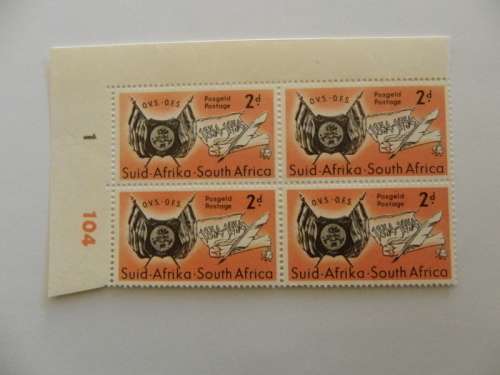 O.V.S.-O.F.S.
Posgeld
Postage
2d
Suid-Afrika·South Africa
O.V.S.-O.F.S.
Posgeld
Postage
2d
Suid-Afrika·South Africa
1
O.V.S.-O.F.S.
Posgeld
Postage
2d
Suid-Afrika·South Africa
O.V.S.-O.F.S.
Posgeld
Postage
2d
Suid-Afrika·South Africa
104